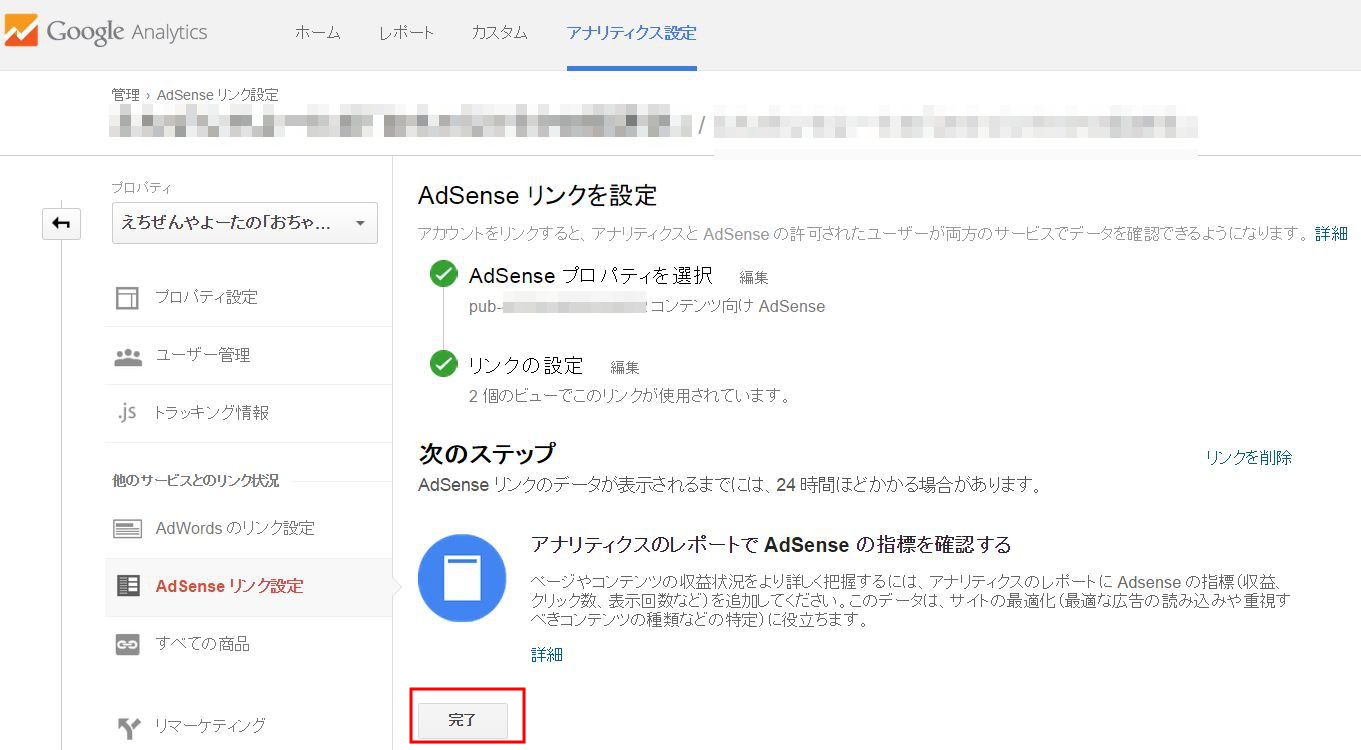 Google Analytics ホーム レポート カスタム アナリティクス設定
管理 › AdSense リンク設定
/
プロパティ
えちぜんやよーたの「おちゃ...
プロパティ設定
ユーザー管理
.js トラッキング情報
他のサービスとのリンク状況
AdWords のリンク設定
AdSense リンク設定
すべての商品
リマーケティング
AdSense リンクを設定
アカウントをリンクすると、アナリティクスと AdSense の許可されたユーザーが両方のサービスでデータを確認できるようになります。 詳細
AdSense プロパティを選択 編集
pub- コンテンツ向け AdSense
リンクの設定 編集
2 個のビューでこのリンクが使用されています。
次のステップ
リンクを削除
AdSense リンクのデータが表示されるまでには、24 時間ほどかかる場合があります。
アナリティクスのレポートで AdSense の指標を確認する
ページやコンテンツの収益状況をより詳しく把握するには、アナリティクスのレポートに Adsense の指標（収益、
クリック数、表示回数など）を追加してください。このデータは、サイトの最適化（最適な広告の読み込みや重視す
べきコンテンツの種類などの特定）に役立ちます。
詳細
完了